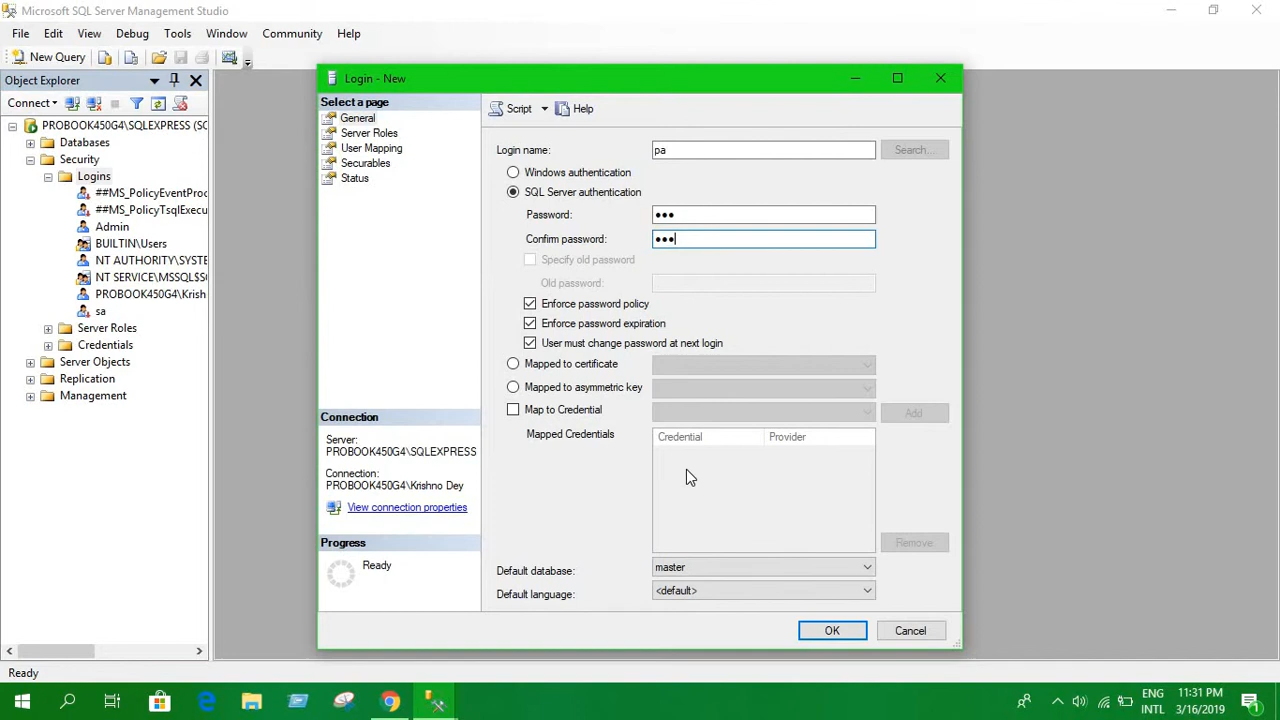 Microsoft SQL Server Management Studio
File Edit View Debug Tools Window Community Help
New Query
Object Explorer
Connect
PROBOOK450G4\SQLEXPRESS (SC
Databases
Security
Logins
##MS_PolicyEventProc
##MS_PolicyTsqlExecu
Admin
BUILTIN\Users
NT AUTHORITY\SYSTE
NT SERVICE\MSSQL$SC
PROBOOK450G4\Krish
sa
Server Roles
Credentials
Server Objects
Replication
Management
Login - New
Select a page
General
Server Roles
User Mapping
Securables
Status
Connection
Server:
PROBOOK450G4\SQLEXPRESS
Connection:
PROBOOK450G4\Krishno Dey
View connection properties
Progress
Ready
Script Help
Login name: pa Search...
Windows authentication
SQL Server authentication
Password: •••
Confirm password: •••
Specify old password
Old password:
Enforce password policy
Enforce password expiration
User must change password at next login
Mapped to certificate
Mapped to asymmetric key
Map to Credential Add
Mapped Credentials Credential Provider
Remove
Default database: master
Default language: <default>
OK Cancel
Ready
ENG 11:31 PM
INTL 3/16/2019
1